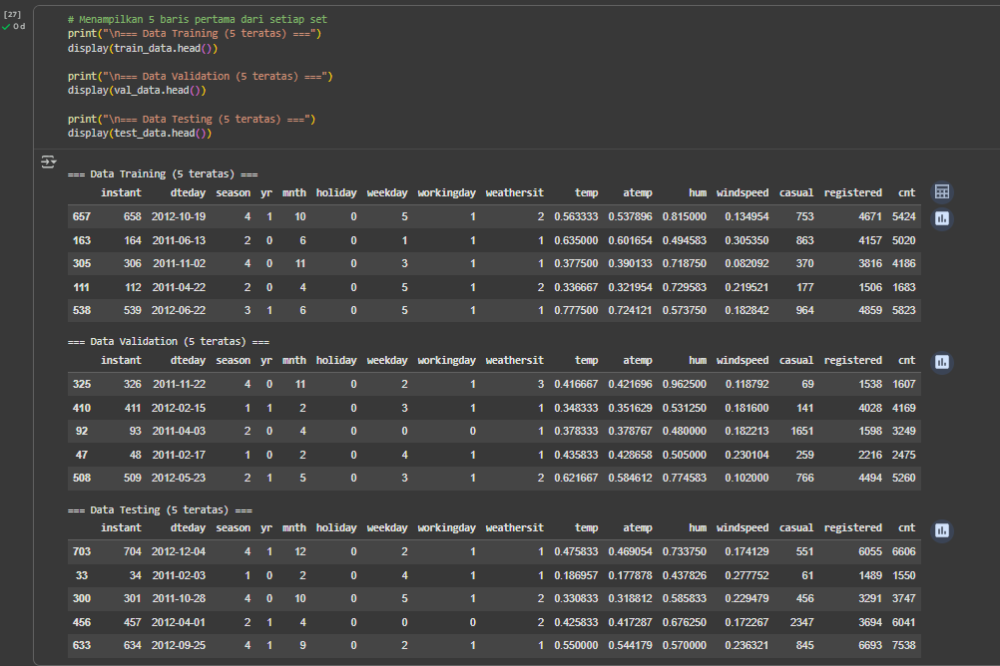 [27]
0 d
# Menampilkan 5 baris pertama dari setiap set
print("\n=== Data Training (5 teratas) ===")
display(train_data.head())
print("\n=== Data Validation (5 teratas) ===")
display(val_data.head())
print("\n=== Data Testing (5 teratas) ===")
display(test_data.head())
=== Data Training (5 teratas) ===
instant dteday season yr mnth holiday weekday workingday weathersit temp atemp hum windspeed casual registered cnt
657 658 2012-10-19 4 1 10 0 5 1 2 0.563333 0.537896 0.815000 0.134954 753 4671 5424
163 164 2011-06-13 2 0 6 0 1 1 1 0.635000 0.601654 0.494583 0.305350 863 4157 5020
305 306 2011-11-02 4 0 11 0 3 1 1 0.377500 0.390133 0.718750 0.082092 370 3816 4186
111 112 2011-04-22 2 0 4 0 5 1 2 0.336667 0.321954 0.729583 0.219521 177 1506 1683
538 539 2012-06-22 3 1 6 0 5 1 1 0.777500 0.724121 0.573750 0.182842 964 4859 5823
=== Data Validation (5 teratas) ===
instant dteday season yr mnth holiday weekday workingday weathersit temp atemp hum windspeed casual registered cnt
325 326 2011-11-22 4 0 11 0 2 1 3 0.416667 0.421696 0.962500 0.118792 69 1538 1607
410 411 2012-02-15 1 1 2 0 3 1 1 0.348333 0.351629 0.531250 0.181600 141 4028 4169
92 93 2011-04-03 2 0 4 0 0 0 1 0.378333 0.378767 0.480000 0.182213 1651 1598 3249
47 48 2011-02-17 1 0 2 0 4 1 1 0.435833 0.428658 0.505000 0.230104 259 2216 2475
508 509 2012-05-23 2 1 5 0 3 1 2 0.621667 0.584612 0.774583 0.102000 766 4494 5260
=== Data Testing (5 teratas) ===
instant dteday season yr mnth holiday weekday workingday weathersit temp atemp hum windspeed casual registered cnt
703 704 2012-12-04 4 1 12 0 2 1 1 0.475833 0.469054 0.733750 0.174129 551 6055 6606
33 34 2011-02-03 1 0 2 0 4 1 1 0.186957 0.177878 0.437826 0.277752 61 1489 1550
300 301 2011-10-28 4 0 10 0 5 1 2 0.330833 0.318812 0.585833 0.229479 456 3291 3747
456 457 2012-04-01 2 1 4 0 0 0 2 0.425833 0.417287 0.676250 0.172267 2347 3694 6041
633 634 2012-09-25 4 1 9 0 2 1 1 0.550000 0.544179 0.570000 0.236321 845 6693 7538